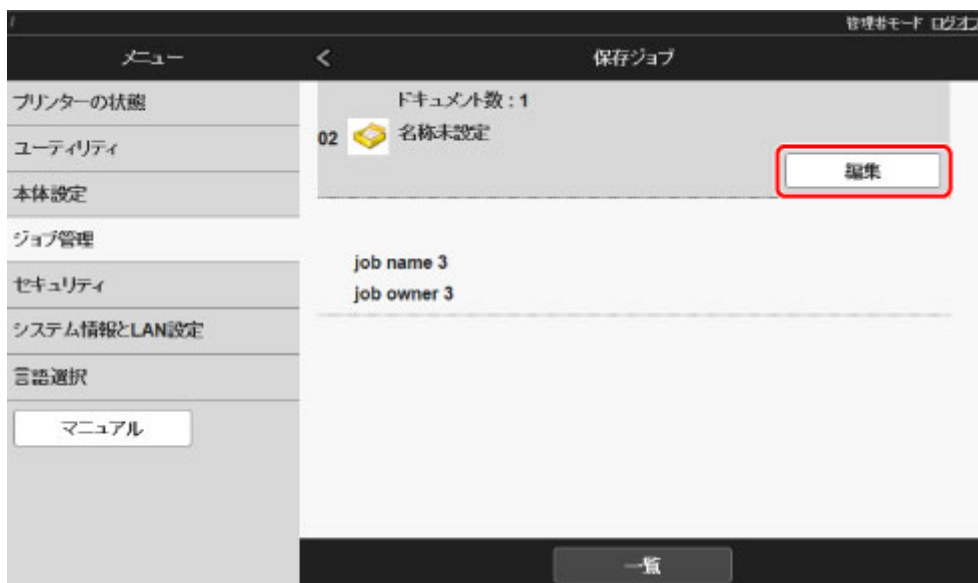 管理者モード ログオフ
メニュー
< 保存ジョブ
プリンターの状態
ユーティリティ
本体設定
ジョブ管理
セキュリティ
システム情報とLAN設定
言語選択
マニュアル
ドキュメント数：1
02 名称未設定
編集
job name 3
job owner 3
一覧